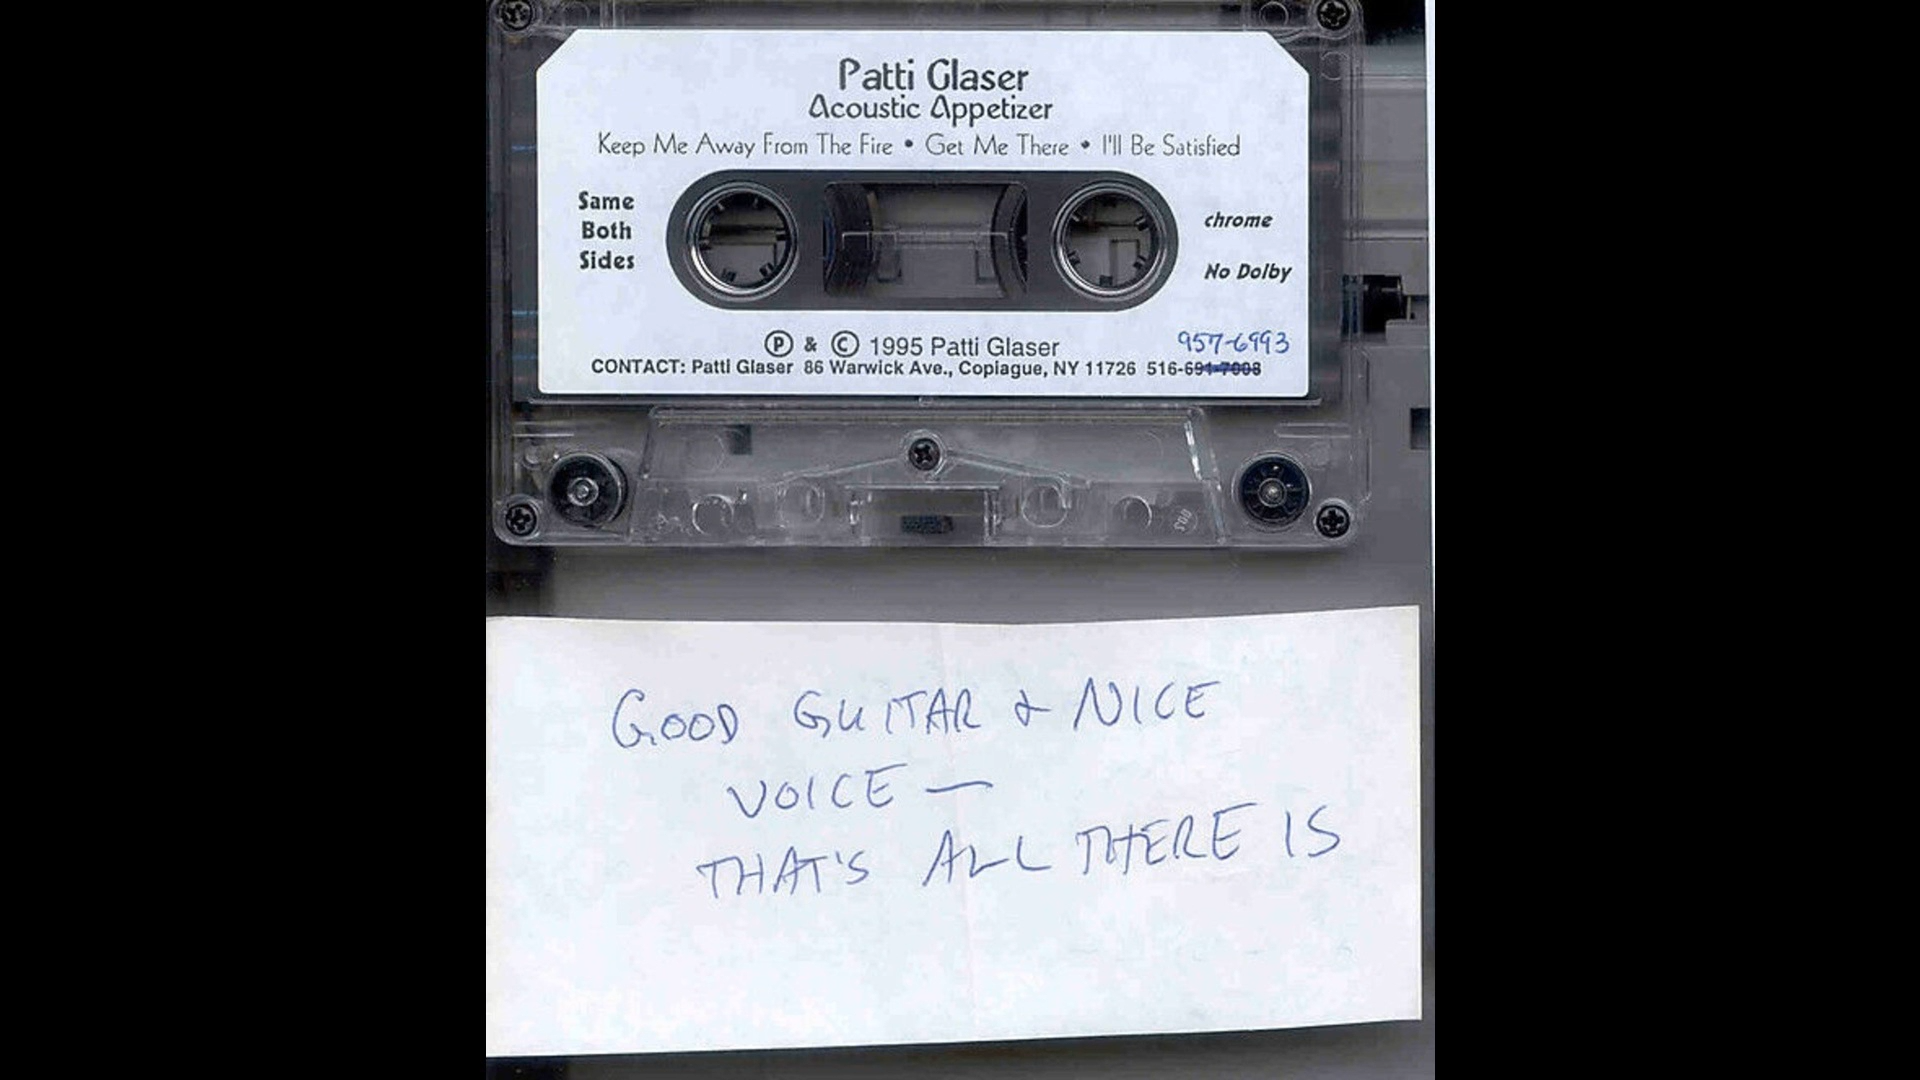 Patti Glaser
Acoustic Appetizer
Keep Me Away From The Fire • Get Me There • I'll Be Satisfied
Same
Both
Sides
chrome
No Dolby
Ⓟ & © 1995 Patti Glaser
957-6993
CONTACT: Patti Glaser 86 Warwick Ave., Copiague, NY 11726 516-691-7008
GOOD GUITAR & NICE
VOICE —
THAT'S ALL THERE IS